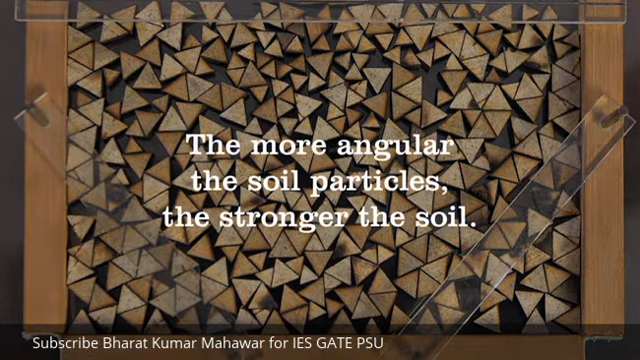 The more angular
the soil particles,
the stronger the soil.
Subscribe Bharat Kumar Mahawar for IES GATE PSU